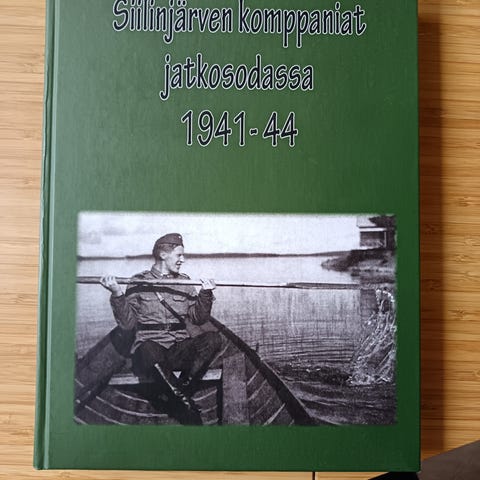 Siilinjärven komppaniat
jatkosodassa
1941-44